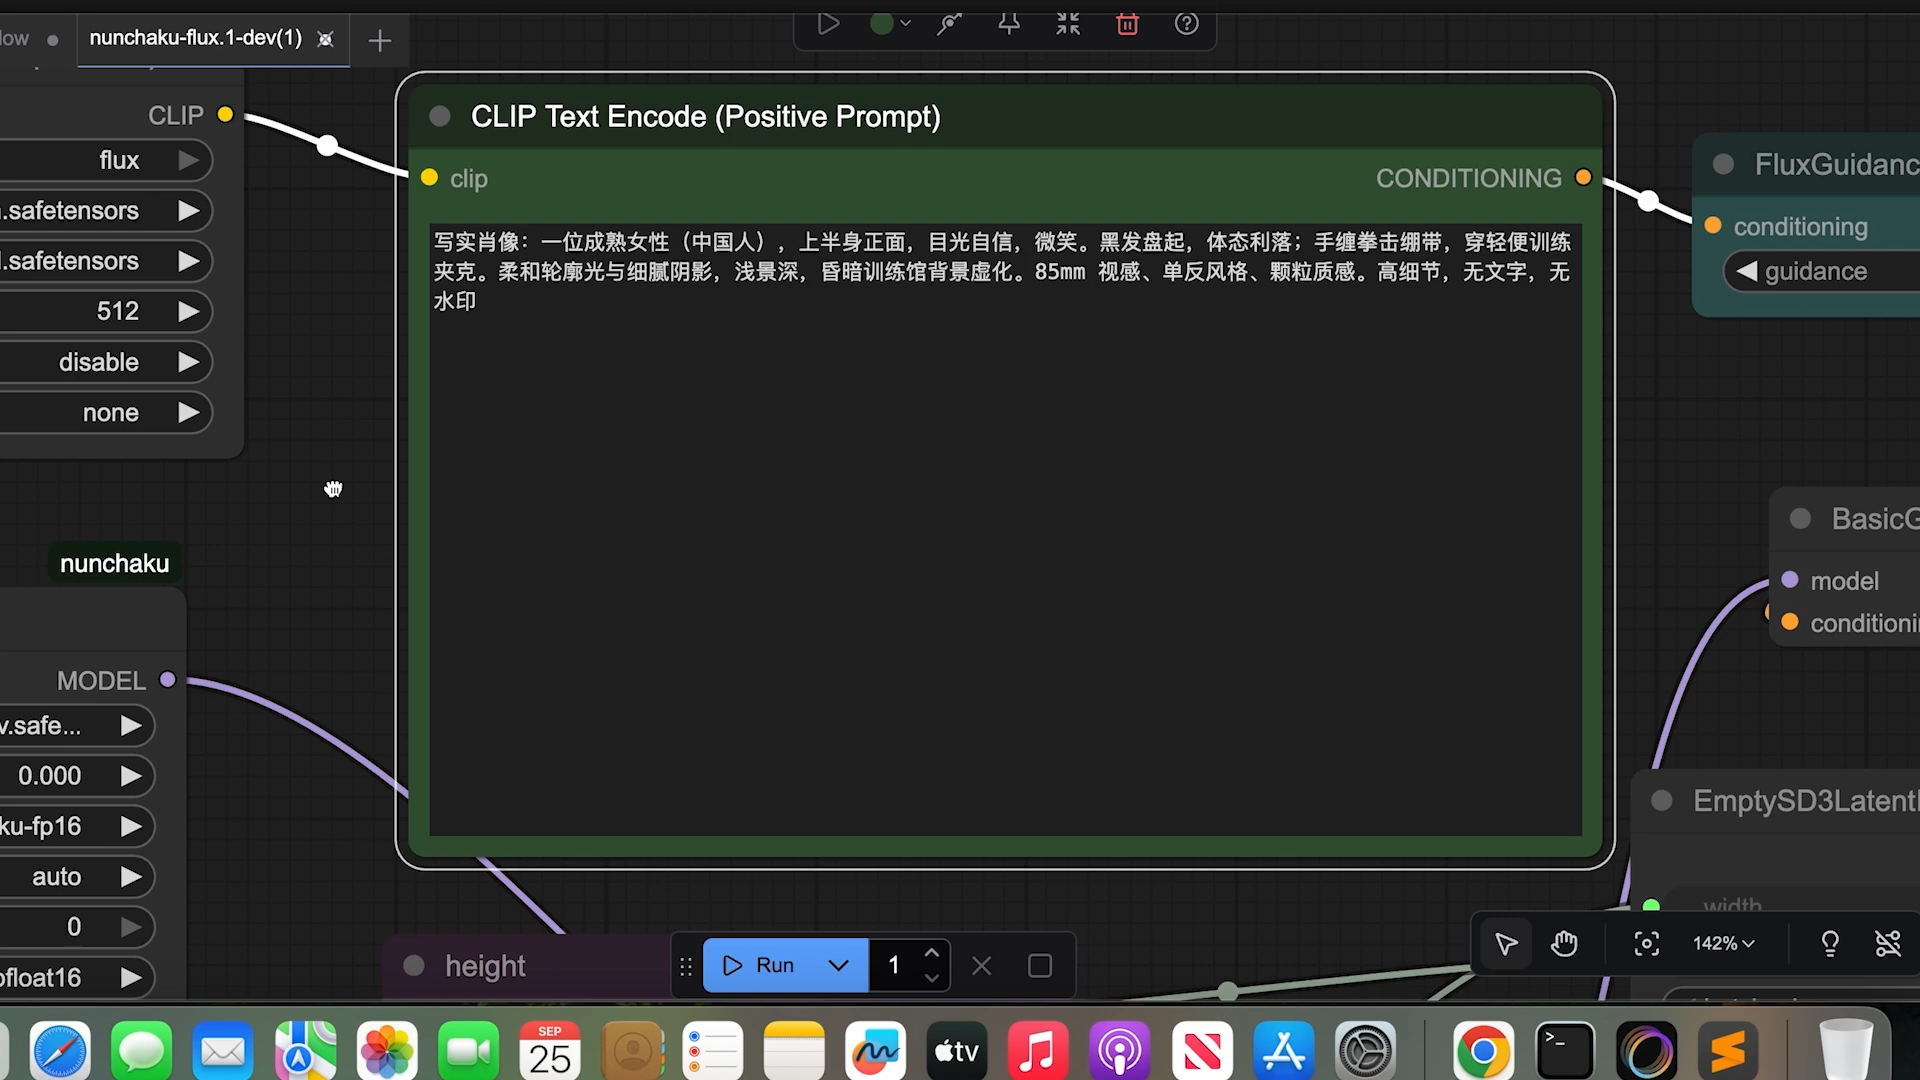 low
nunchaku-flux.1-dev(1)
CLIP
flux
.safetensors
l.safetensors
512
disable
none
CLIP Text Encode (Positive Prompt)
clip
CONDITIONING
写实肖像：一位成熟女性（中国人），上半身正面，目光自信，微笑。黑发盘起，体态利落；手缠拳击绷带，穿轻便训练
夹克。柔和轮廓光与细腻阴影，浅景深，昏暗训练馆背景虚化。85mm 视感、单反风格、颗粒质感。高细节，无文字，无
水印
FluxGuidanc
conditioning
guidance
nunchaku
MODEL
v.safe...
0.000
ku-fp16
auto
0
ofloat16
BasicG
model
conditionin
EmptySD3LatentI
width
height
Run
1
142%
SEP
25
tv